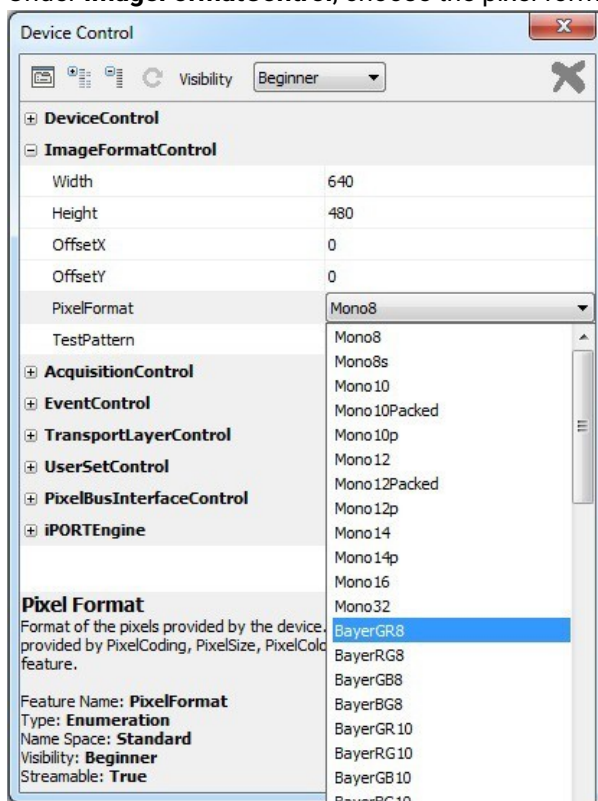 Device Control
Visibility Beginner
DeviceControl
ImageFormatControl
Width 640
Height 480
OffsetX 0
OffsetY 0
PixelFormat Mono8
TestPattern
AcquisitionControl
EventControl
TransportLayerControl
UserSetControl
PixelBusInterfaceControl
iPORTEngine
Mono8
Mono8s
Mono10
Mono10Packed
Mono10p
Mono12
Mono12Packed
Mono12p
Mono14
Mono14p
Mono16
Mono32
BayerGR8
BayerRG8
BayerGB8
BayerBG8
BayerGR10
BayerRG10
BayerGB10
Pixel Format
Format of the pixels provided by the device.
provided by PixelCoding, PixelSize, PixelColo
feature.
Feature Name: PixelFormat
Type: Enumeration
Name Space: Standard
Visibility: Beginner
Streamable: True